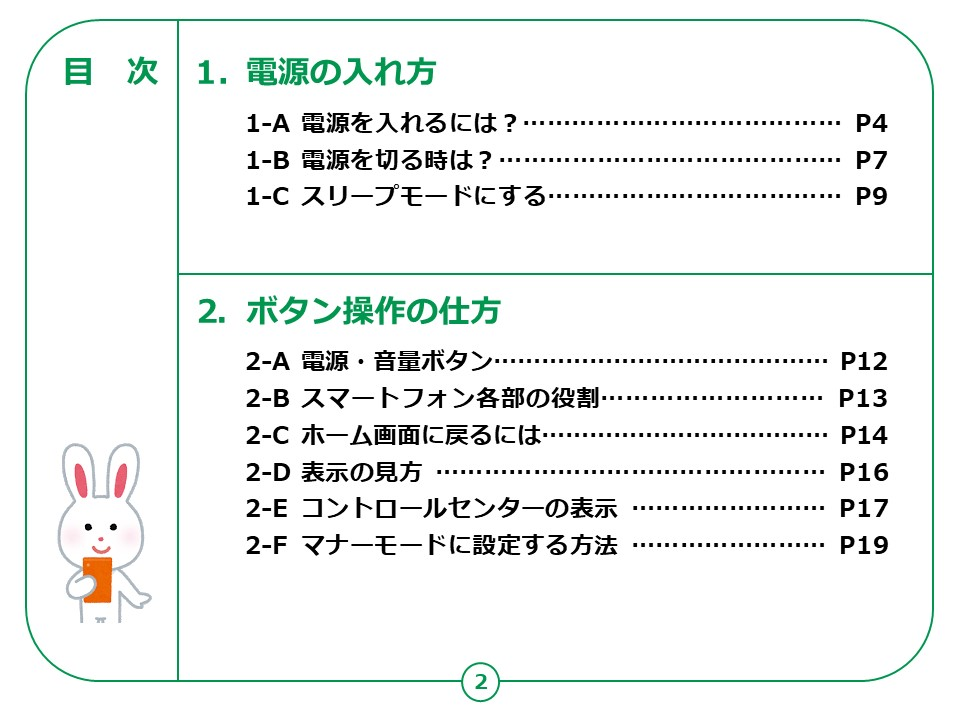 目　次
1. 電源の入れ方
1-A 電源を入れるには？………………………………… P4
1-B 電源を切る時は？…………………………………… P7
1-C スリープモードにする……………………………… P9
2. ボタン操作の仕方
2-A 電源・音量ボタン…………………………………… P12
2-B スマートフォン各部の役割……………………… P13
2-C ホーム画面に戻るには……………………………… P14
2-D 表示の見方 ………………………………………… P16
2-E コントロールセンターの表示 …………………… P17
2-F マナーモードに設定する方法 …………………… P19
2